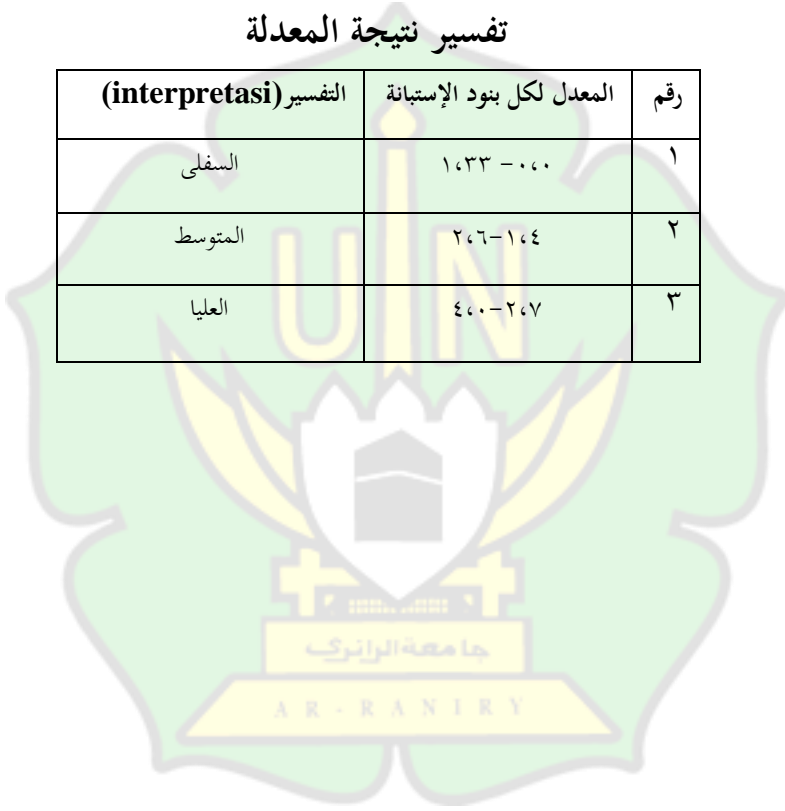 تفسير نتيجة المعدلة
رقم المعدل لكل بنود الإستبانة التفسير(interpretasi)
١ ٠،٠ – ١،٣٣ السفلى
٢ ١،٤–٢،٦ المتوسط
٣ ٢،٧–٤،٠ العليا
UIN
جامعة الرانري
AR-RANIRY